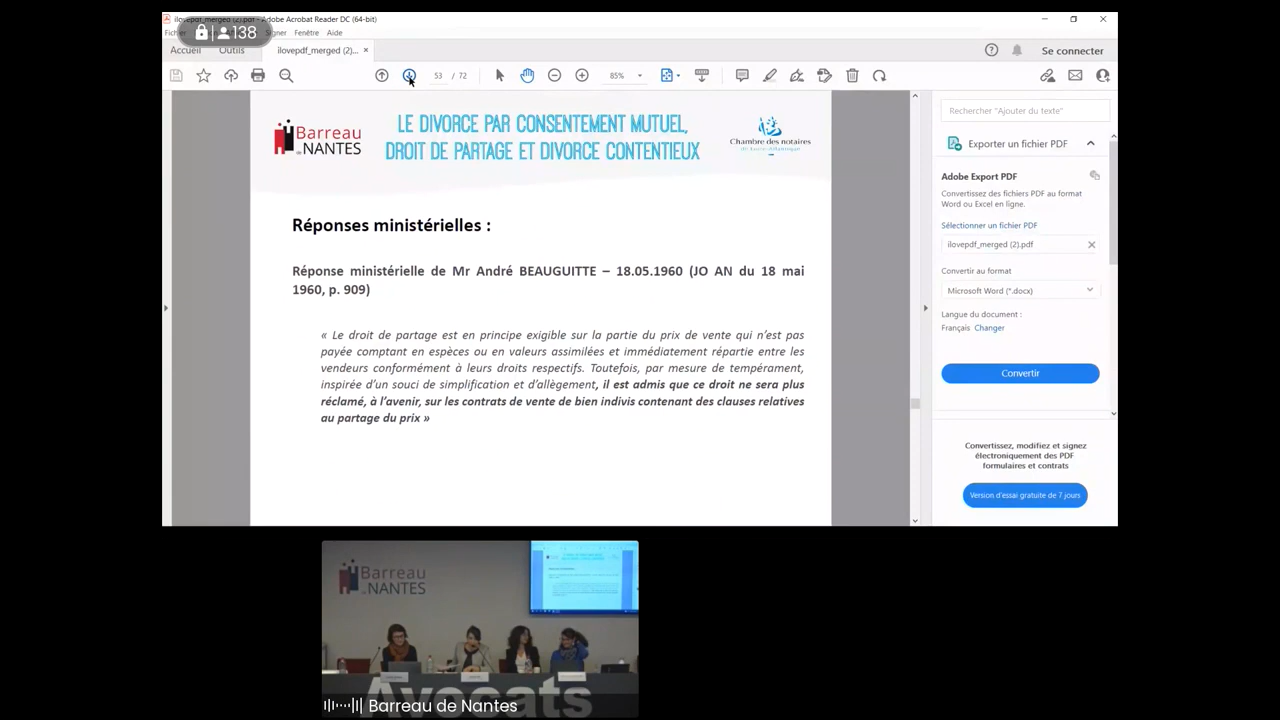 ilovepdf_merged (2).pdf - Adobe Acrobat Reader DC (64-bit)
138
Fichier
Signer Fenêtre Aide
Accueil Outils ilovepdf_merged (2)... × Se connecter
53 / 72 85%
Barreau
de NANTES
LE DIVORCE PAR CONSENTEMENT MUTUEL,
DROIT DE PARTAGE ET DIVORCE CONTENTIEUX
Chambre des notaires
Réponses ministérielles :
Réponse ministérielle de Mr André BEAUGUITTE – 18.05.1960 (JO AN du 18 mai
1960, p. 909)
« Le droit de partage est en principe exigible sur la partie du prix de vente qui n’est pas
payée comptant en espèces ou en valeurs assimilées et immédiatement répartie entre les
vendeurs conformément à leurs droits respectifs. Toutefois, par mesure de tempérament,
inspirée d’un souci de simplification et d’allègement, il est admis que ce droit ne sera plus
réclamé, à l’avenir, sur les contrats de vente de bien indivis contenant des clauses relatives
au partage du prix »
Rechercher "Ajouter du texte"
Exporter un fichier PDF
Adobe Export PDF
Convertissez des fichiers PDF au format
Word ou Excel en ligne.
Sélectionner un fichier PDF
ilovepdf_merged (2).pdf
Convertir au format
Microsoft Word (*.docx)
Langue du document :
Français Changer
Convertir
Convertissez, modifiez et signez
électroniquement des PDF
formulaires et contrats
Version d'essai gratuite de 7 jours
Barreau
de NANTES
Avocats
Barreau de Nantes